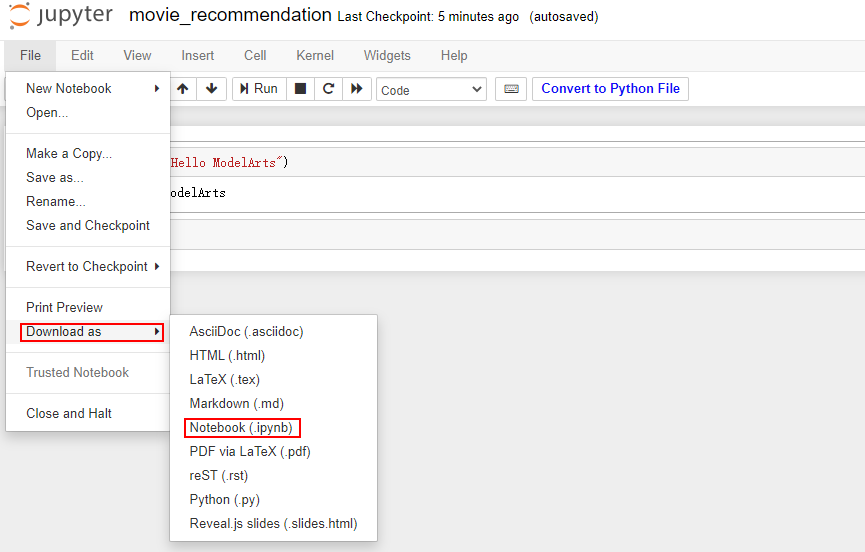 jupyter movie_recommendation Last Checkpoint: 5 minutes ago (autosaved)
File Edit View Insert Cell Kernel Widgets Help
Run Code Convert to Python File
New Notebook
Open...
Make a Copy...
Save as...
Rename...
Save and Checkpoint
Revert to Checkpoint
Print Preview
Download as
Trusted Notebook
Close and Halt
Hello ModelArts")
odelArts
AsciiDoc (.asciidoc)
HTML (.html)
LaTeX (.tex)
Markdown (.md)
Notebook (.ipynb)
PDF via LaTeX (.pdf)
reST (.rst)
Python (.py)
Reveal.js slides (.slides.html)